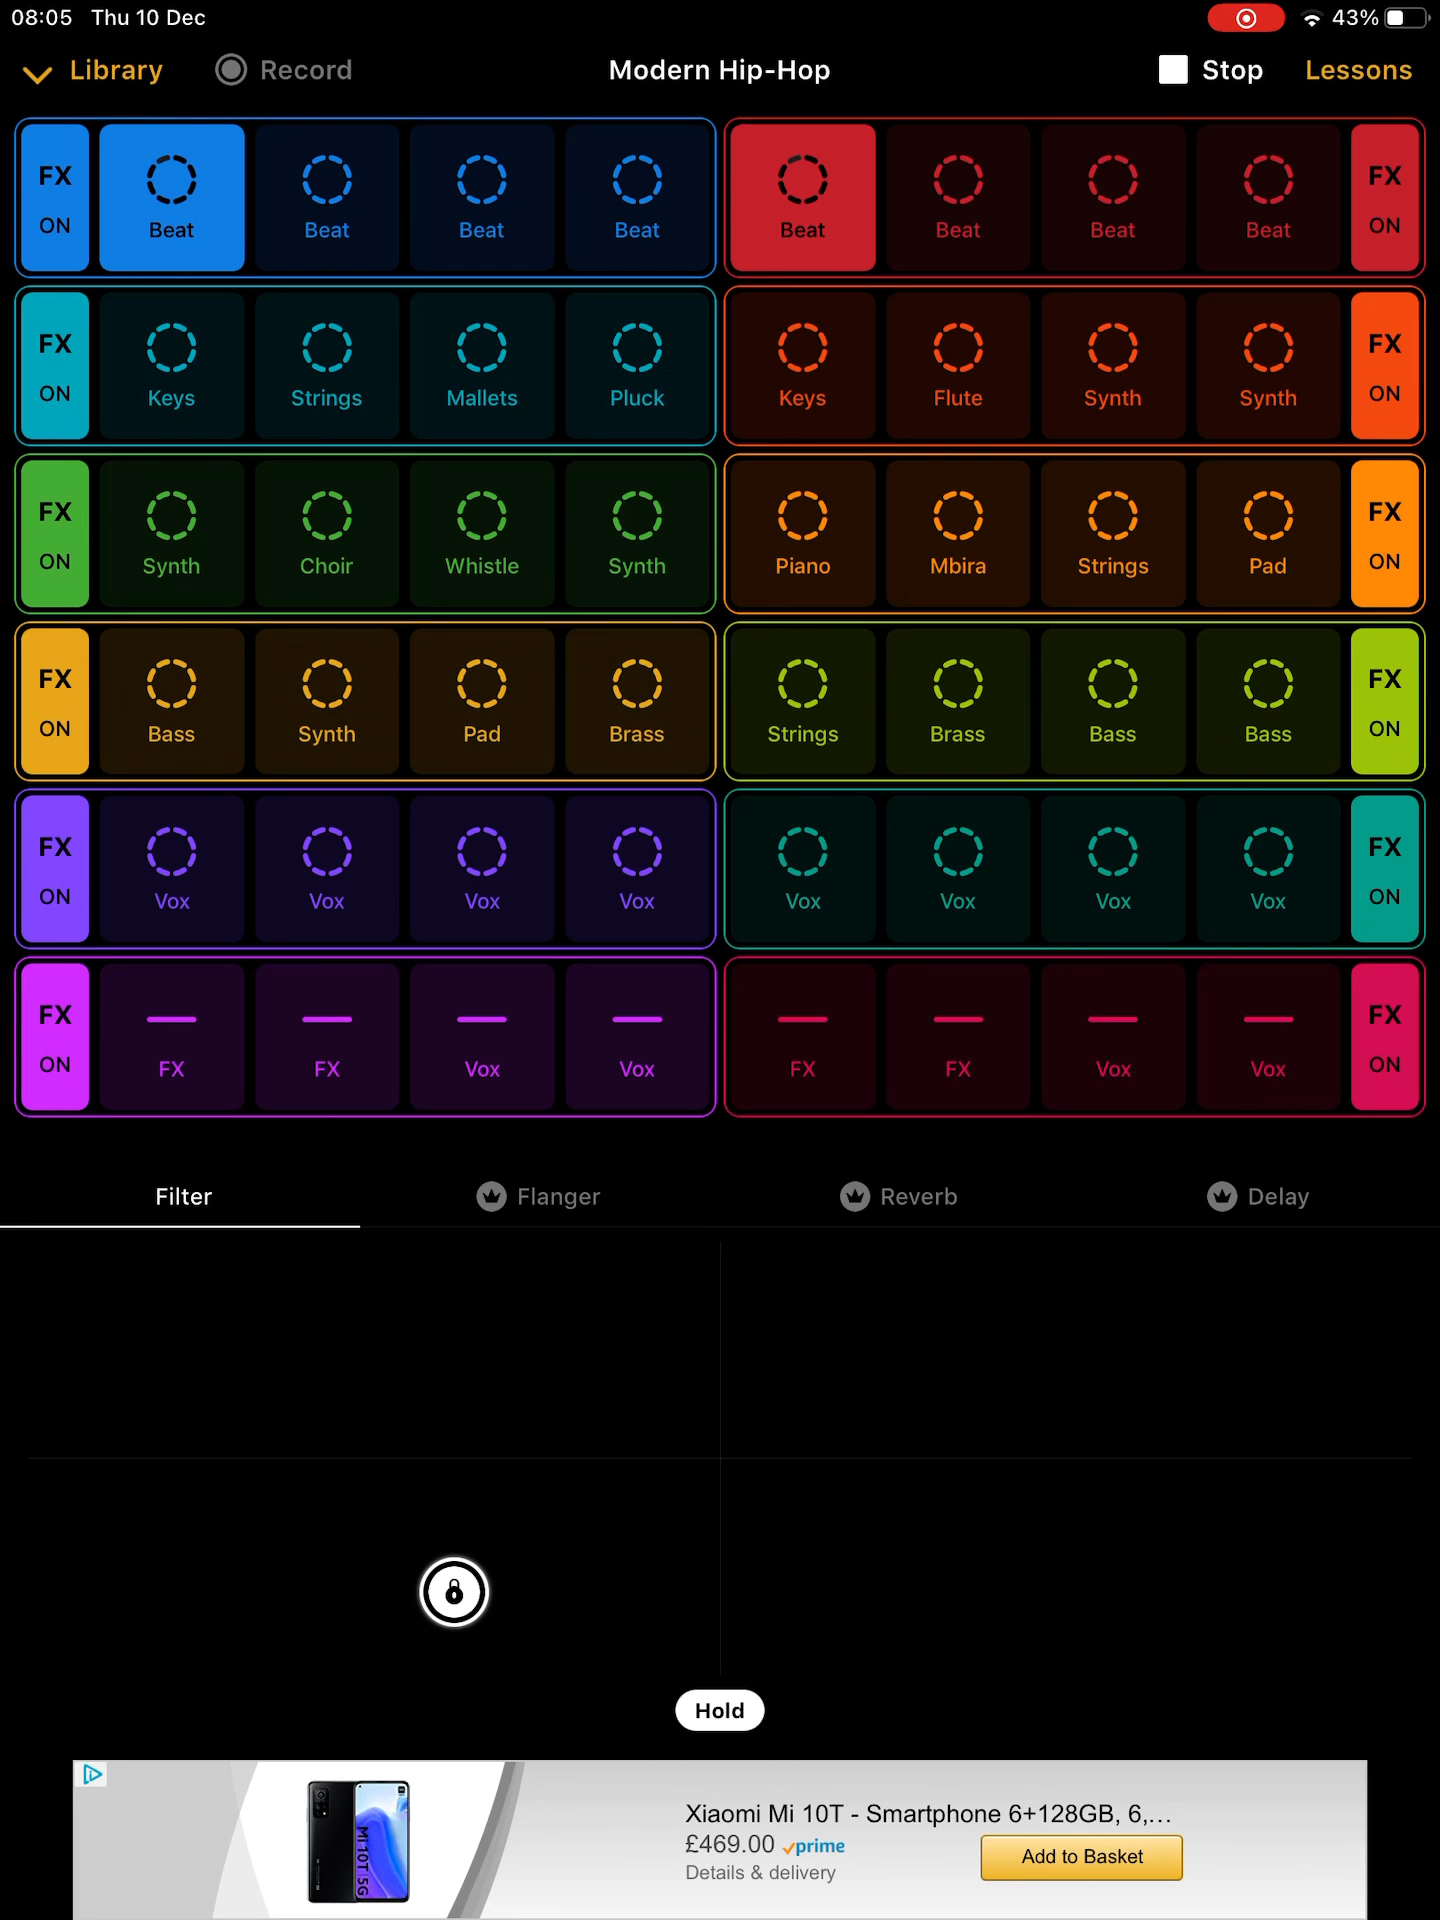 08:05 Thu 10 Dec 43%
Library Record Modern Hip-Hop Stop Lessons
FX Beat Beat Beat Beat Beat Beat Beat Beat FX
ON ON
FX Keys Strings Mallets Pluck Keys Flute Synth Synth FX
ON ON
FX Synth Choir Whistle Synth Piano Mbira Strings Pad FX
ON ON
FX Bass Synth Pad Brass Strings Brass Bass Bass FX
ON ON
FX Vox Vox Vox Vox Vox Vox Vox Vox FX
ON ON
FX FX FX Vox Vox FX FX Vox Vox FX
ON ON
Filter Flanger Reverb Delay
Hold
MI 10T 5G
Xiaomi Mi 10T - Smartphone 6+128GB, 6,...
£469.00 prime
Details & delivery
Add to Basket